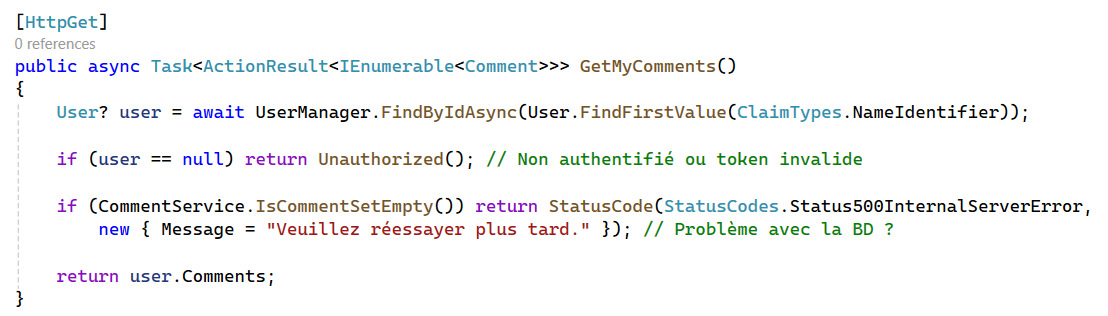 [HttpGet]
0 references
public async Task<ActionResult<IEnumerable<Comment>>> GetMyComments()
{
    User? user = await UserManager.FindByIdAsync(User.FindFirstValue(ClaimTypes.NameIdentifier));
    if (user == null) return Unauthorized(); // Non authentifié ou token invalide
    if (CommentService.IsCommentSetEmpty()) return StatusCode(StatusCodes.Status500InternalServerError,
        new { Message = "Veuillez réessayer plus tard." }); // Problème avec la BD ?
    return user.Comments;
}